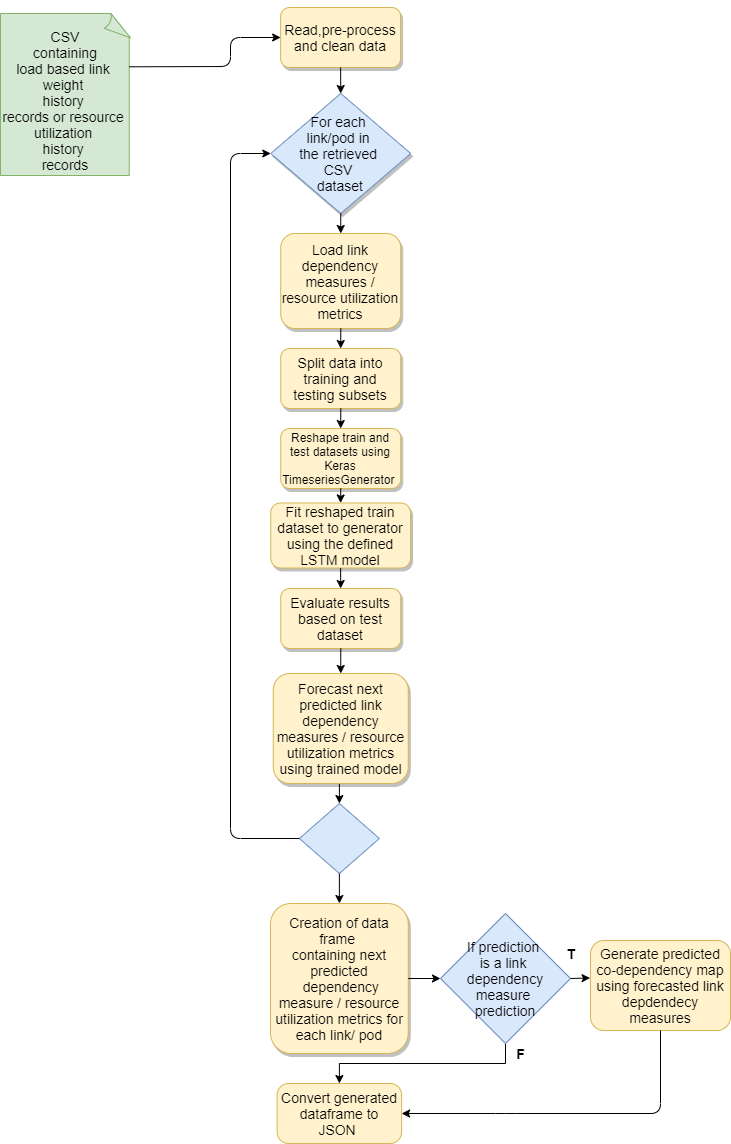 CSV
containing
load based link
weight
history
records or resource
utilization
history
records
Read,pre-process
and clean data
For each
link/pod in
the retrieved
CSV
dataset
Load link
dependency
measures /
resource utilization
metrics
Split data into
training and
testing subsets
Reshape train and
test datasets using
Keras
TimeseriesGenerator
Fit reshaped train
dataset to generator
using the defined
LSTM model
Evaluate results
based on test
dataset
Forecast next
predicted link
dependency
measures / resource
utilization metrics
using trained model
Creation of data
frame
containing next
predicted
dependency
measure / resource
utilization metrics for
each link/ pod
If prediction
is a link
dependency
measure
prediction
T
Generate predicted
co-dependency map
using forecasted link
depdendecy
measures
F
Convert generated
dataframe to
JSON